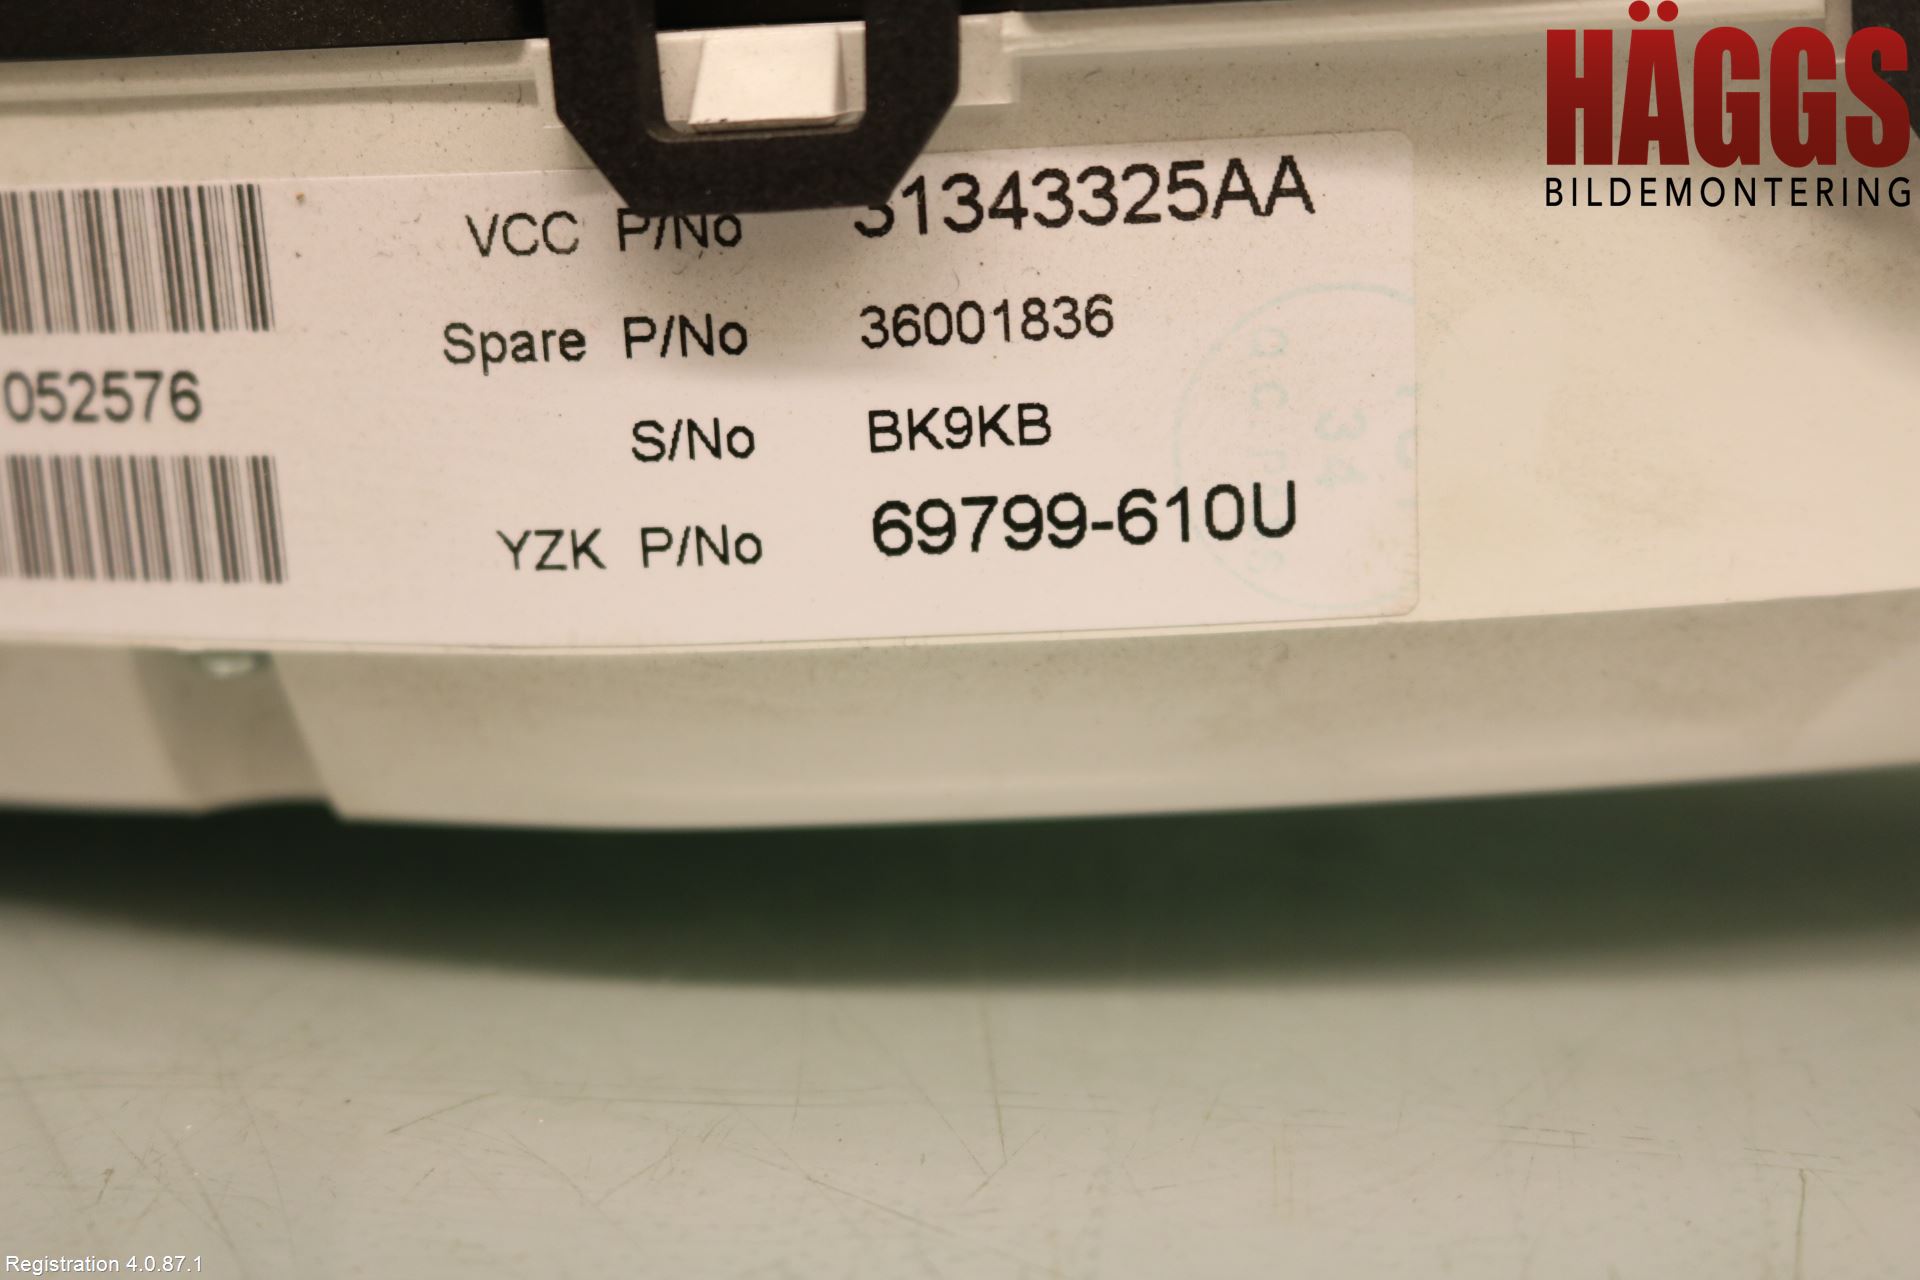 HÄGGS
BILDEMONTERING
VCC P/No 31343325AA
Spare P/No 36001836
052576
S/No BK9KB
YZK P/No 69799-610U
34
Registration 4.0.87.1